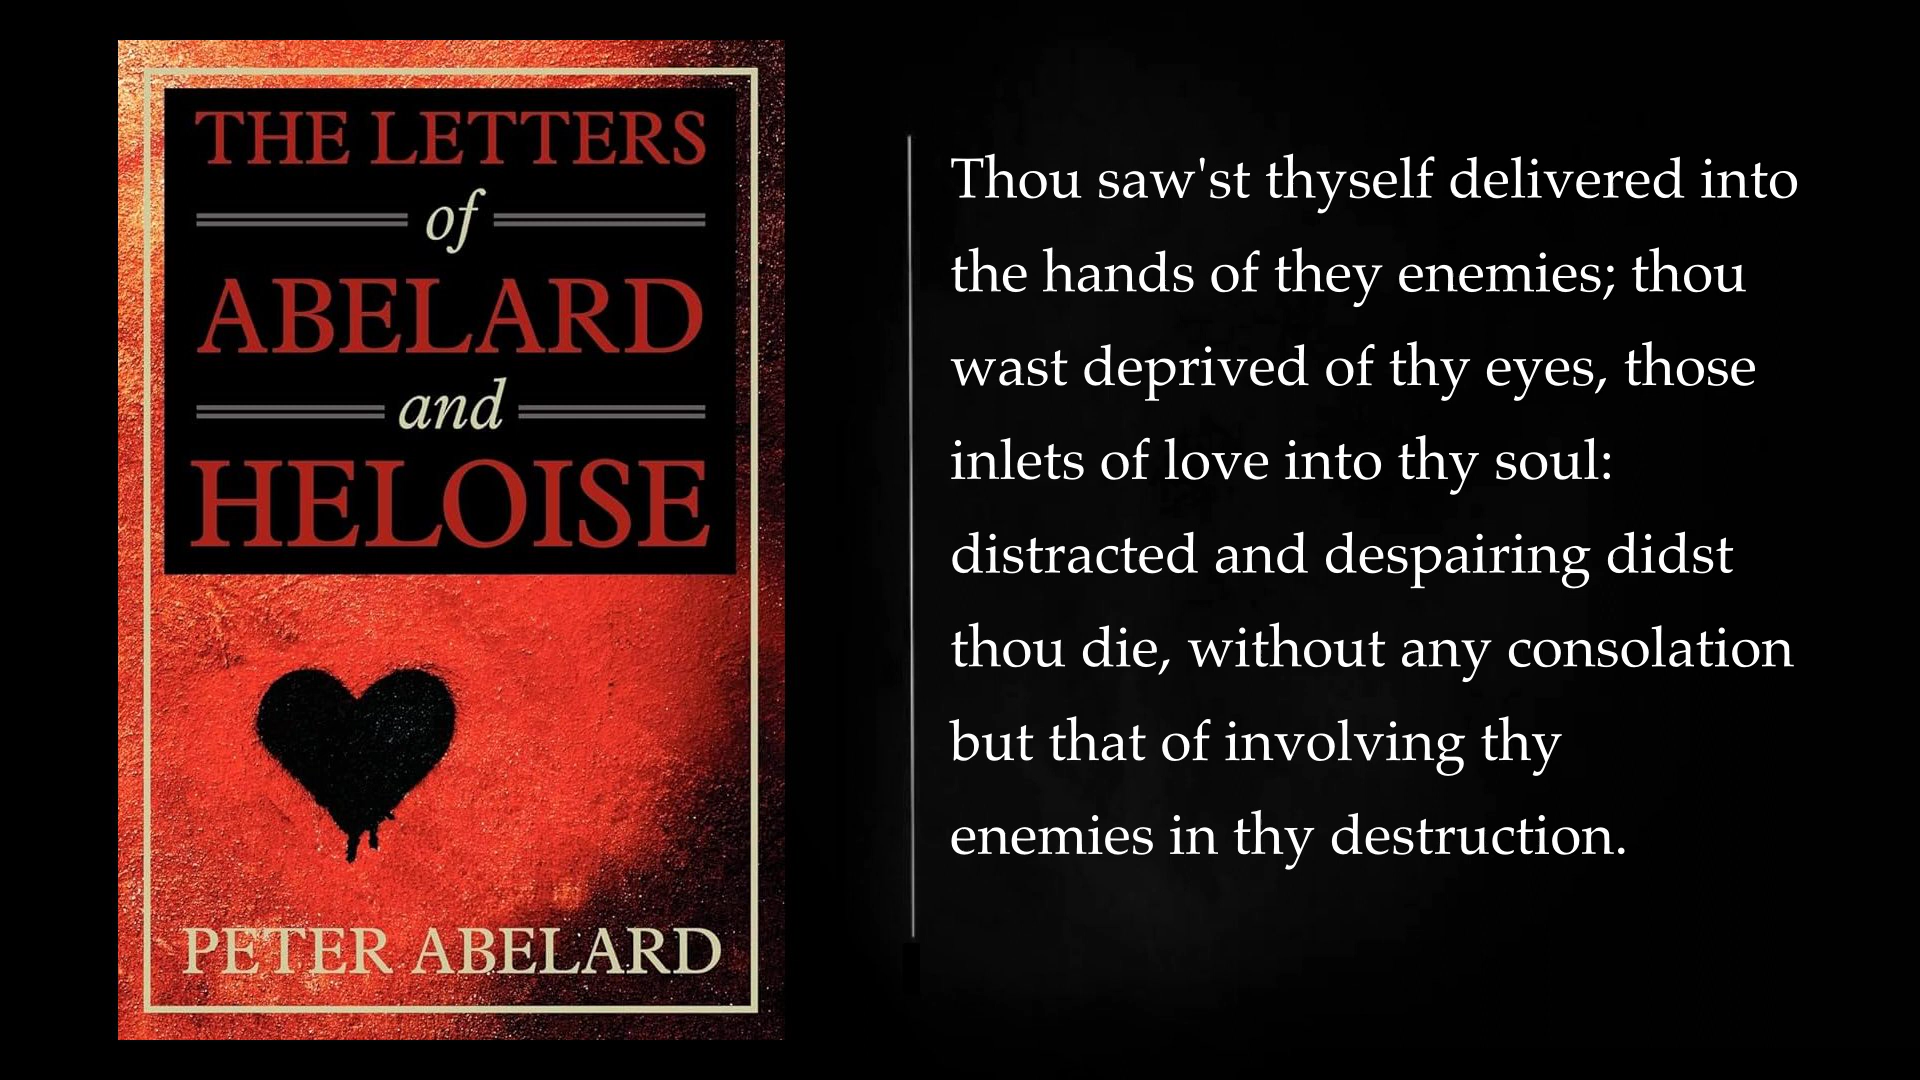 THE LETTERS
of
ABELARD
and
HELOISE
PETER ABELARD
Thou saw'st thyself delivered into
the hands of they enemies; thou
wast deprived of thy eyes, those
inlets of love into thy soul:
distracted and despairing didst
thou die, without any consolation
but that of involving thy
enemies in thy destruction.